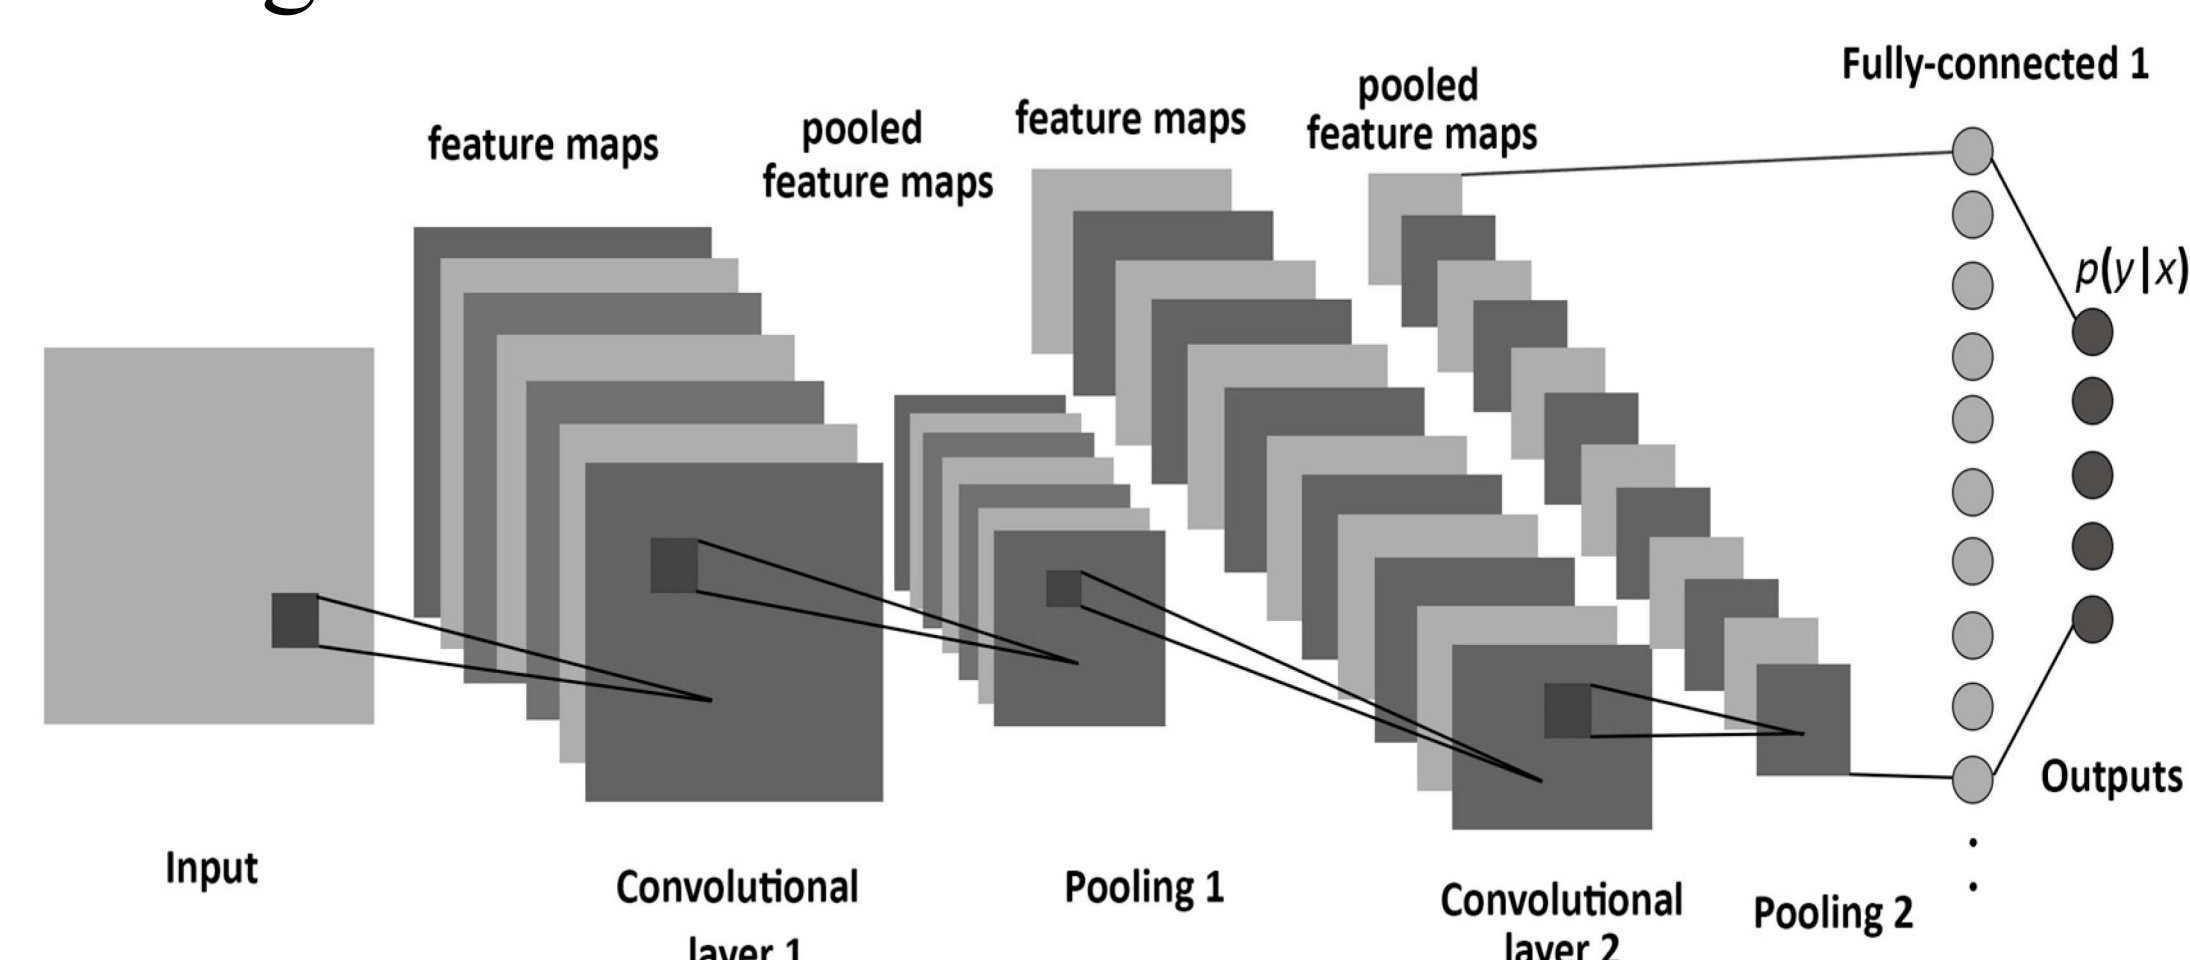 Fully-connected 1
pooled
feature maps
feature maps
pooled
feature maps
feature maps
p(y|x)
Outputs
Input
Convolutional
layer 1
Pooling 1
Convolutional
layer 2
Pooling 2